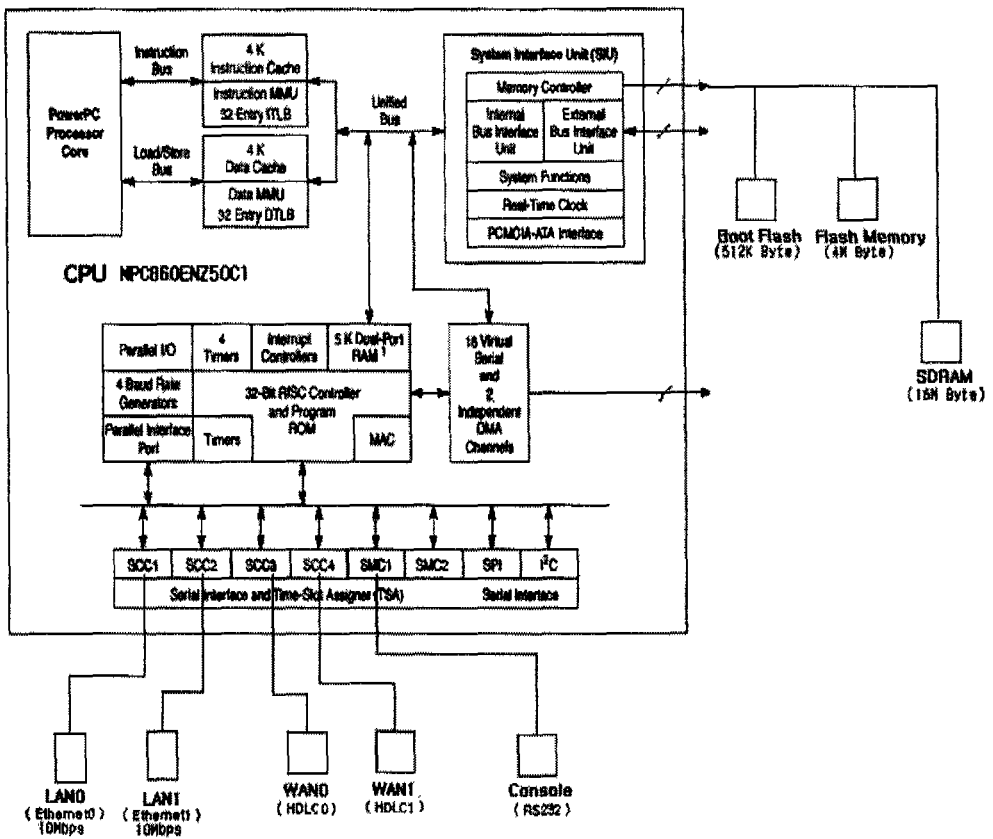 PowerPC
Processor
Core
Instruction
Bus
Load/Store
Bus
4 K
Instruction Cache
Instruction MMU
32 Entry ITLB
4 K
Data Cache
Data MMU
32 Entry DTLB
Unified
Bus
System Interface Unit (SIU)
Memory Controller
Internal
Bus Interface
Unit
External
Bus Interface
Unit
System Functions
Real-Time Clock
PCMCIA-ATA Interface
Boot Flash
(512K Byte)
Flash Memory
(4M Byte)
SDRAM
(16M Byte)
CPU MPC860ENZ50C1
Parallel I/O
4
Timers
Interrupt
Controllers
5 K Dual-Port
RAM 1
4 Baud Rate
Generators
32-Bit RISC Controller
and Program
ROM
Parallel Interface
Port
Timers
MAC
16 Virtual
Serial
and
2
Independent
DMA
Channels
SCC1
SCC2
SCC3
SCC4
SMC1
SMC2
SPI
I²C
Serial Interface and Time-Slot Assigner (TSA)
Serial Interface
LAN0
(Ethernet0)
10Mbps
LAN1
(Ethernet1)
10Mbps
WAN0
(HDLC0)
WAN1
(HDLC1)
Console
(RS232)